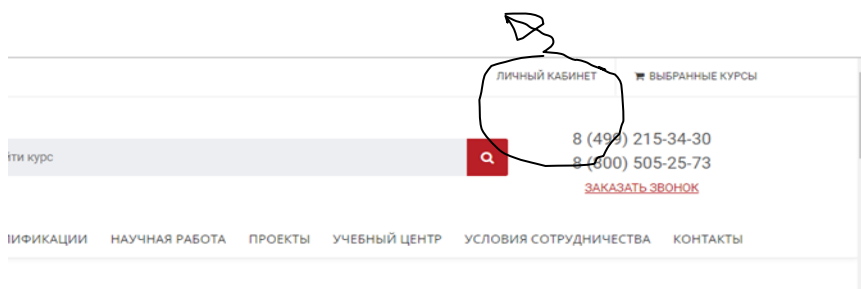 ЛИЧНЫЙ КАБИНЕТ ВЫБРАННЫЕ КУРСЫ
8 (499) 215-34-30
йти курс
8 (800) 505-25-73
ЗАКАЗАТЬ ЗВОНОК
ЛИФИКАЦИИ НАУЧНАЯ РАБОТА ПРОЕКТЫ УЧЕБНЫЙ ЦЕНТР УСЛОВИЯ СОТРУДНИЧЕСТВА КОНТАКТЫ